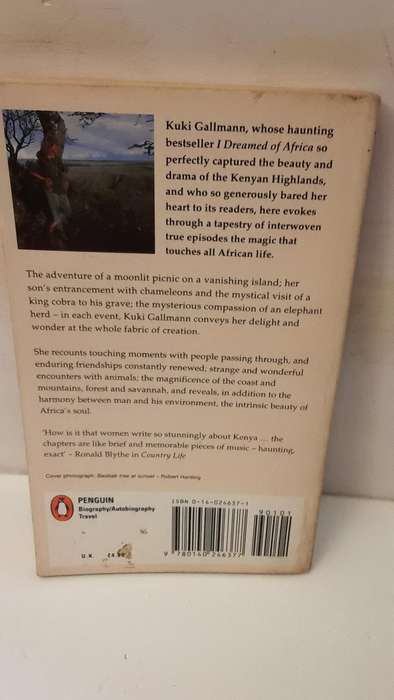 Kuki Gallmann, whose haunting
bestseller I Dreamed of Africa so
perfectly captured the beauty and
drama of the Kenyan Highlands,
and who so generously bared her
heart to its readers, here evokes
through a tapestry of interwoven
true episodes the magic that
touches all African life.
The adventure of a moonlit picnic on a vanishing island; her
son's entrancement with chameleons and the mystical visit of a
king cobra to his grave; the mysterious compassion of an elephant
herd – in each event, Kuki Gallmann conveys her delight and
wonder at the whole fabric of creation.
She recounts touching moments with people passing through, and
enduring friendships constantly renewed, strange and wonderful
encounters with animals; the magnificence of the coast and
mountains, forest and savannah, and reveals, in addition to the
harmony between man and his environment, the intrinsic beauty of
Africa's soul.
'How is it that women write so stunningly about Kenya ... the
chapters are like brief and memorable pieces of music – haunting,
exact' – Ronald Blythe in Country Life
Cover photograph: Baobab tree at sunset – Robert Harding
PENGUIN
Biography/Autobiography
Travel
U.K.
ISBN 0-14-024637-1
90101
9 780140 246377